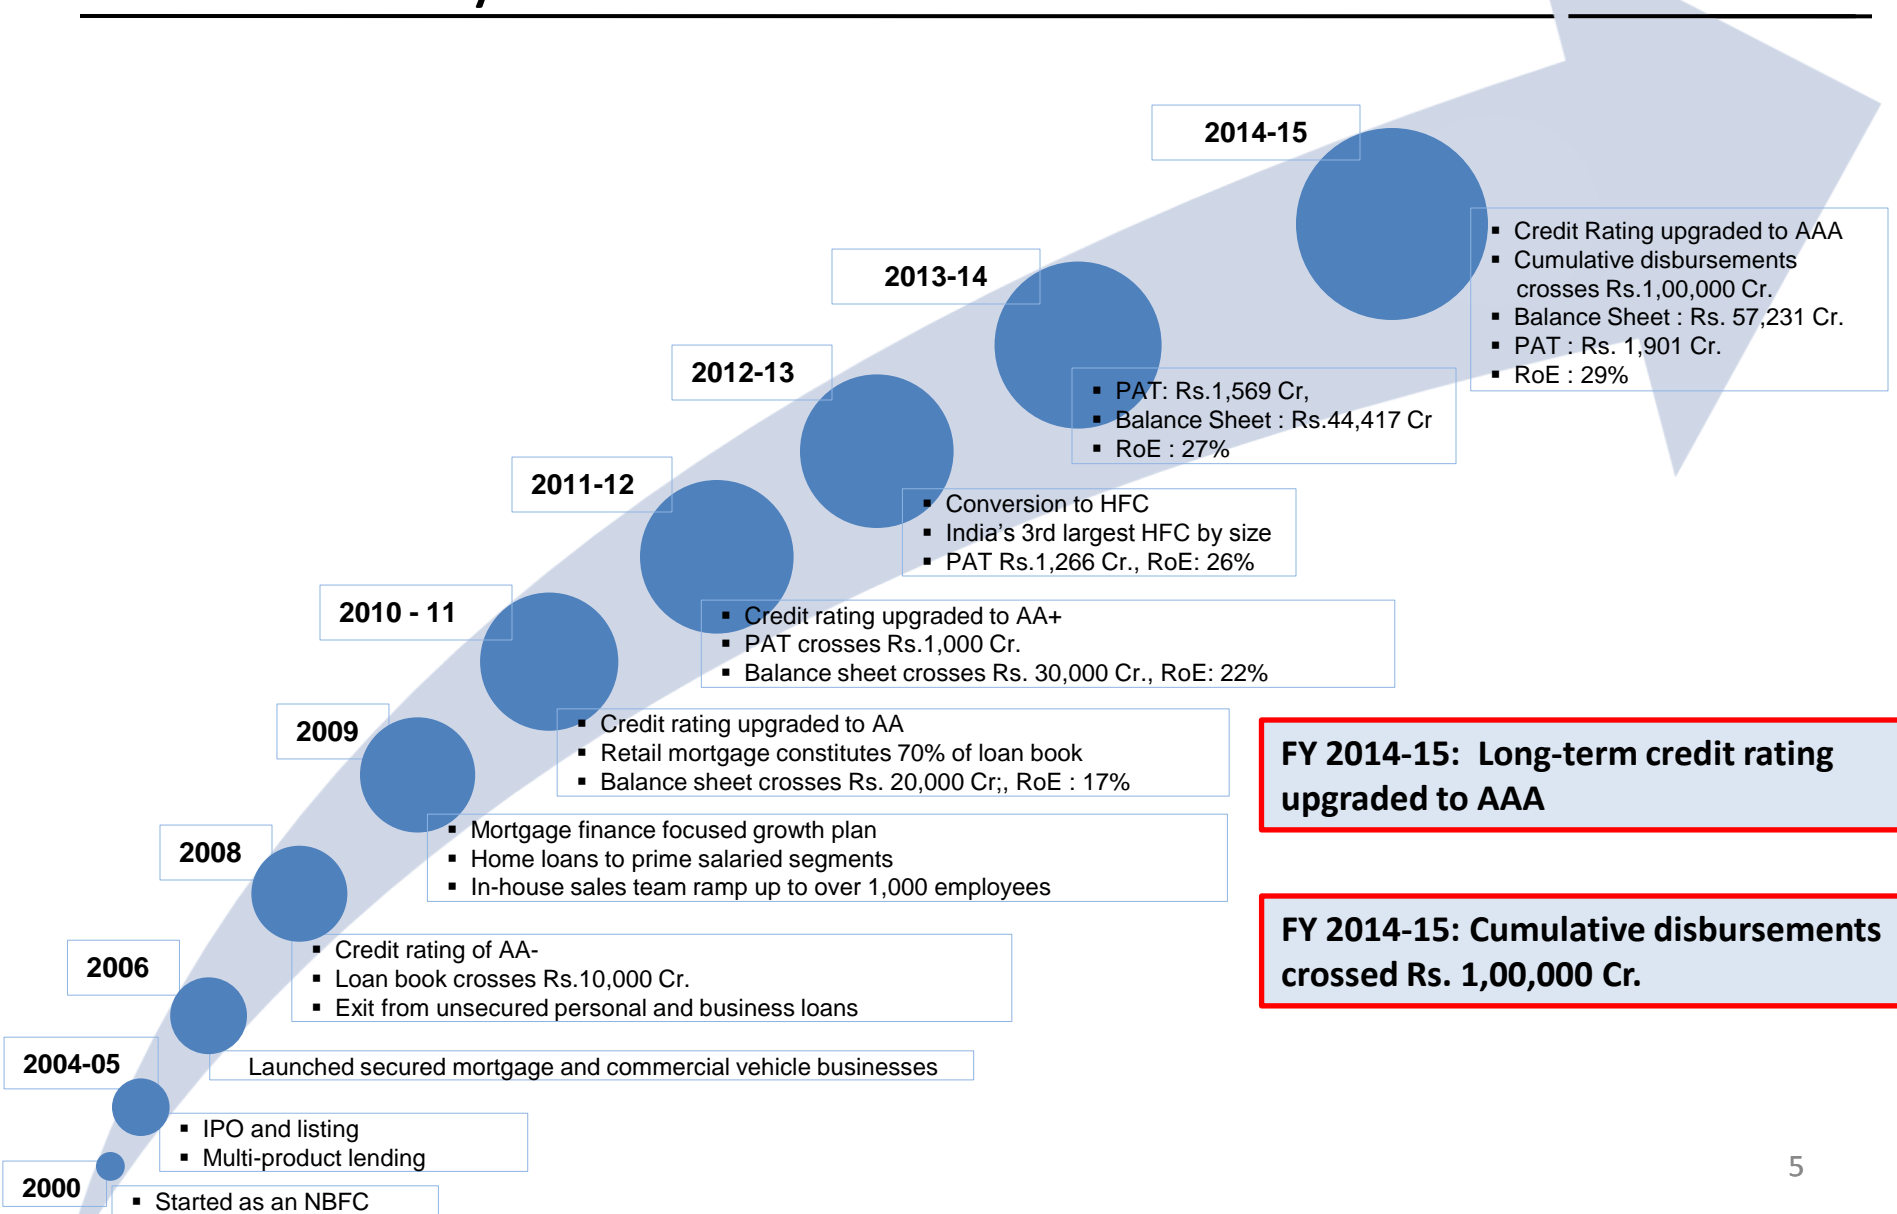 2014-15
▪ Credit Rating upgraded to AAA
▪ Cumulative disbursements
crosses Rs.1,00,000 Cr.
▪ Balance Sheet : Rs. 57,231 Cr.
▪ PAT : Rs. 1,901 Cr.
▪ RoE : 29%
2013-14
▪ PAT: Rs.1,569 Cr,
▪ Balance Sheet : Rs.44,417 Cr
▪ RoE : 27%
2012-13
▪ Conversion to HFC
▪ India’s 3rd largest HFC by size
▪ PAT Rs.1,266 Cr., RoE: 26%
2011-12
▪ Credit rating upgraded to AA+
▪ PAT crosses Rs.1,000 Cr.
▪ Balance sheet crosses Rs. 30,000 Cr., RoE: 22%
2010 - 11
▪ Credit rating upgraded to AA
▪ Retail mortgage constitutes 70% of loan book
▪ Balance sheet crosses Rs. 20,000 Cr;, RoE : 17%
2009
▪ Mortgage finance focused growth plan
▪ Home loans to prime salaried segments
▪ In-house sales team ramp up to over 1,000 employees
2008
▪ Credit rating of AA-
▪ Loan book crosses Rs.10,000 Cr.
▪ Exit from unsecured personal and business loans
2006
Launched secured mortgage and commercial vehicle businesses
2004-05
▪ IPO and listing
▪ Multi-product lending
2000
▪ Started as an NBFC
FY 2014-15: Long-term credit rating
upgraded to AAA
FY 2014-15: Cumulative disbursements
crossed Rs. 1,00,000 Cr.
5